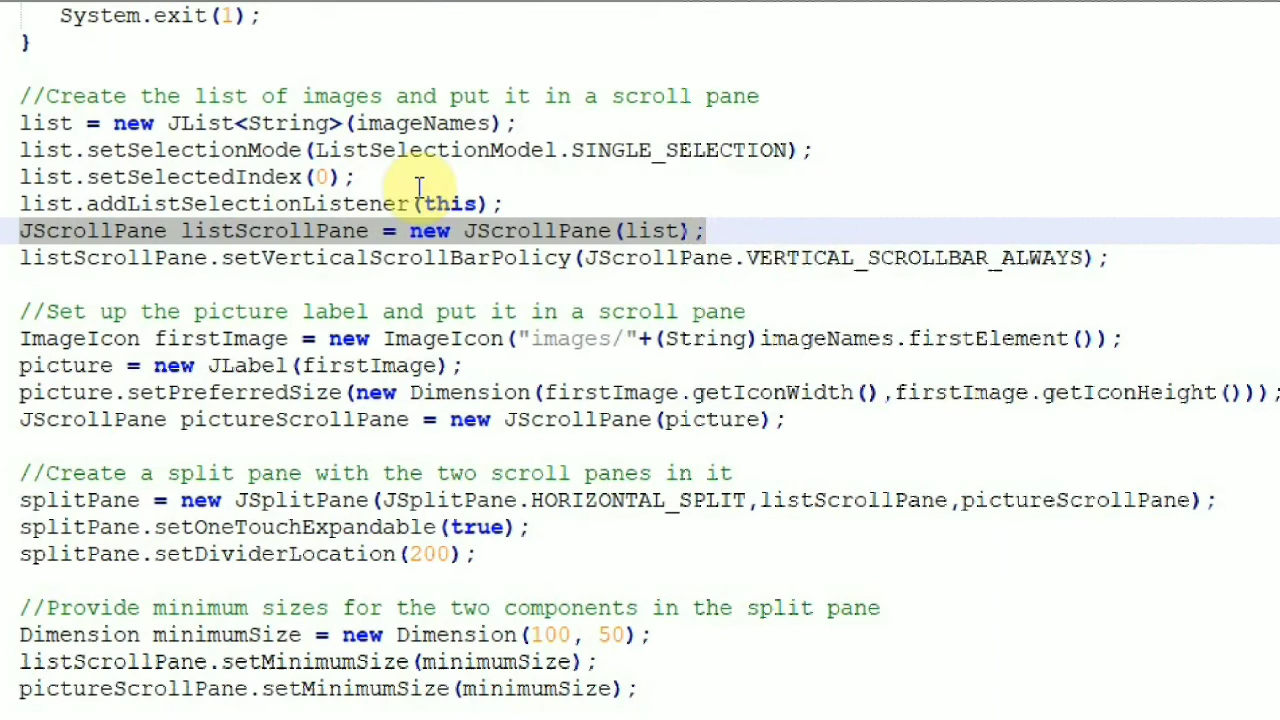 System.exit(1);
}
//Create the list of images and put it in a scroll pane
list = new JList<String>(imageNames);
list.setSelectionMode(ListSelectionModel.SINGLE_SELECTION);
list.setSelectedIndex(0);
list.addListSelectionListener(this);
JScrollPane listScrollPane = new JScrollPane(list);
listScrollPane.setVerticalScrollBarPolicy(JScrollPane.VERTICAL_SCROLLBAR_ALWAYS);
//Set up the picture label and put it in a scroll pane
ImageIcon firstImage = new ImageIcon("images/"+(String)imageNames.firstElement());
picture = new JLabel(firstImage);
picture.setPreferredSize(new Dimension(firstImage.getIconWidth(),firstImage.getIconHeight()));
JScrollPane pictureScrollPane = new JScrollPane(picture);
//Create a split pane with the two scroll panes in it
splitPane = new JSplitPane(JSplitPane.HORIZONTAL_SPLIT,listScrollPane,pictureScrollPane);
splitPane.setOneTouchExpandable(true);
splitPane.setDividerLocation(200);
//Provide minimum sizes for the two components in the split pane
Dimension minimumSize = new Dimension(100, 50);
listScrollPane.setMinimumSize(minimumSize);
pictureScrollPane.setMinimumSize(minimumSize);